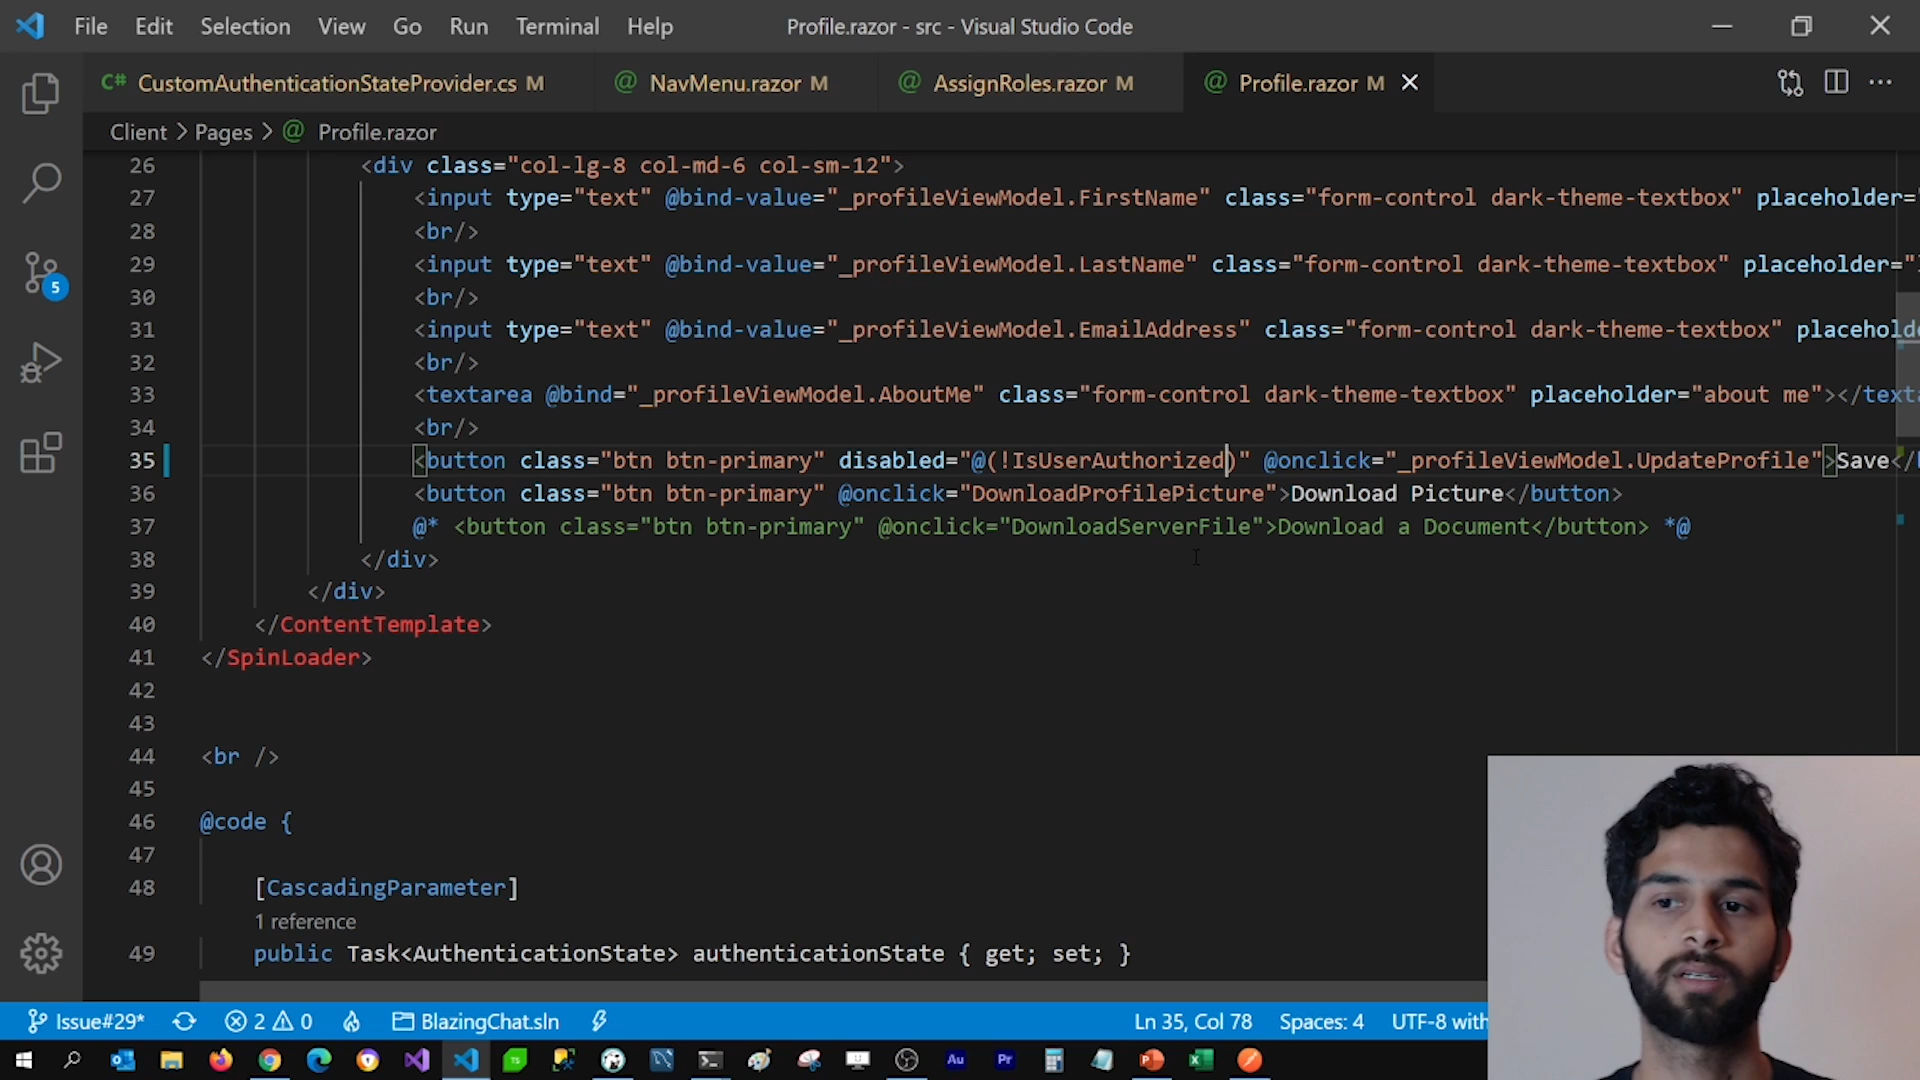 File Edit Selection View Go Run Terminal Help Profile.razor - src - Visual Studio Code
C# CustomAuthenticationStateProvider.cs M @ NavMenu.razor M @ AssignRoles.razor M @ Profile.razor M
Client > Pages > @ Profile.razor
26 <div class="col-lg-8 col-md-6 col-sm-12">
27 <input type="text" @bind-value="_profileViewModel.FirstName" class="form-control dark-theme-textbox" placeholder=
28 <br/>
29 <input type="text" @bind-value="_profileViewModel.LastName" class="form-control dark-theme-textbox" placeholder="
30 <br/>
31 <input type="text" @bind-value="_profileViewModel.EmailAddress" class="form-control dark-theme-textbox" placeholde
32 <br/>
33 <textarea @bind="_profileViewModel.AboutMe" class="form-control dark-theme-textbox" placeholder="about me"></texta
34 <br/>
35 <button class="btn btn-primary" disabled="@(!IsUserAuthorized)" @onclick="_profileViewModel.UpdateProfile">Save</
36 <button class="btn btn-primary" @onclick="DownloadProfilePicture">Download Picture</button>
37 @* <button class="btn btn-primary" @onclick="DownloadServerFile">Download a Document</button> *@
38 </div>
39 </div>
40 </ContentTemplate>
41 </SpinLoader>
42
43
44 <br />
45
46 @code {
47
48 [CascadingParameter]
1 reference
49 public Task<AuthenticationState> authenticationState { get; set; }
5
Issue#29* 2 0 BlazingChat.sln Ln 35, Col 78 Spaces: 4 UTF-8 with
Au Pr